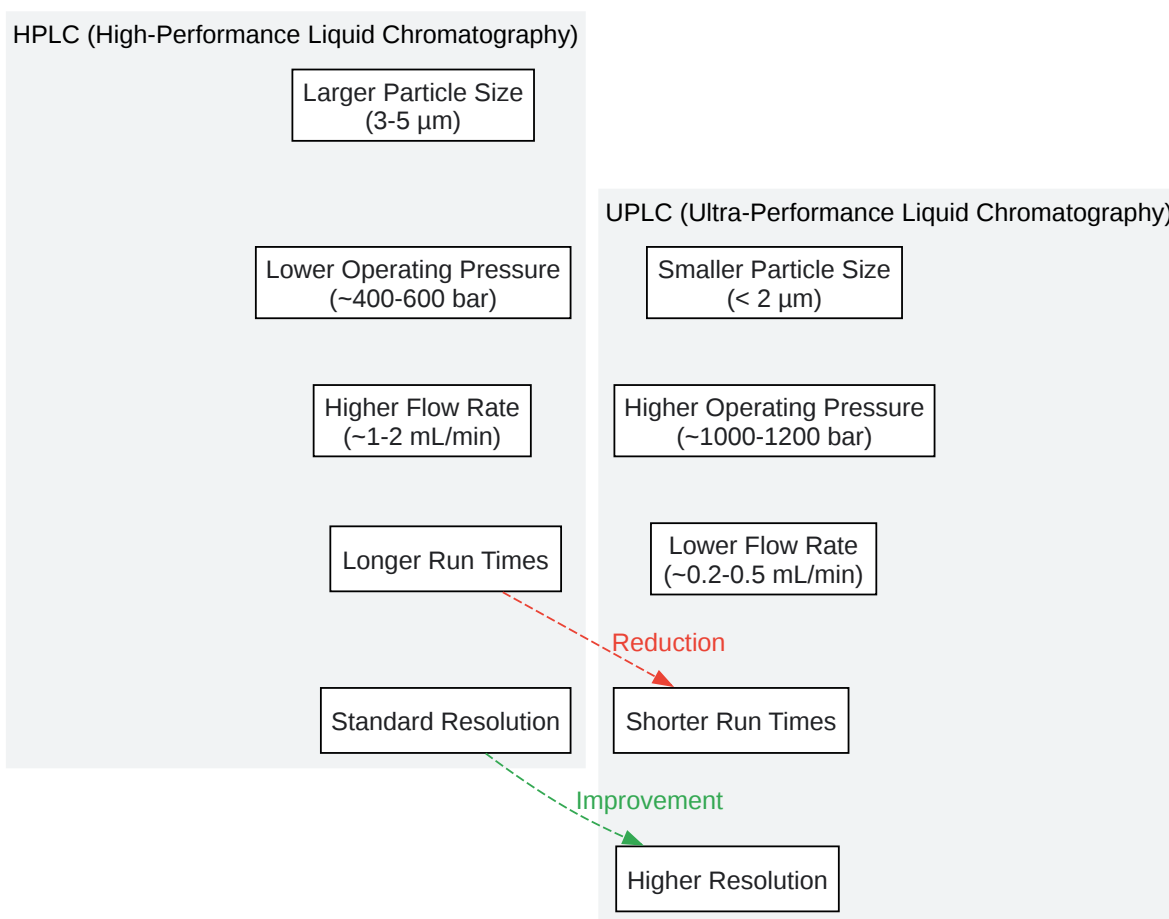 HPLC (High-Performance Liquid Chromatography)
Larger Particle Size
(3-5 µm)
Lower Operating Pressure
(~400-600 bar)
Higher Flow Rate
(~1-2 mL/min)
Longer Run Times
Standard Resolution
UPLC (Ultra-Performance Liquid Chromatography)
Smaller Particle Size
(< 2 µm)
Higher Operating Pressure
(~1000-1200 bar)
Lower Flow Rate
(~0.2-0.5 mL/min)
Reduction
Shorter Run Times
Improvement
Higher Resolution